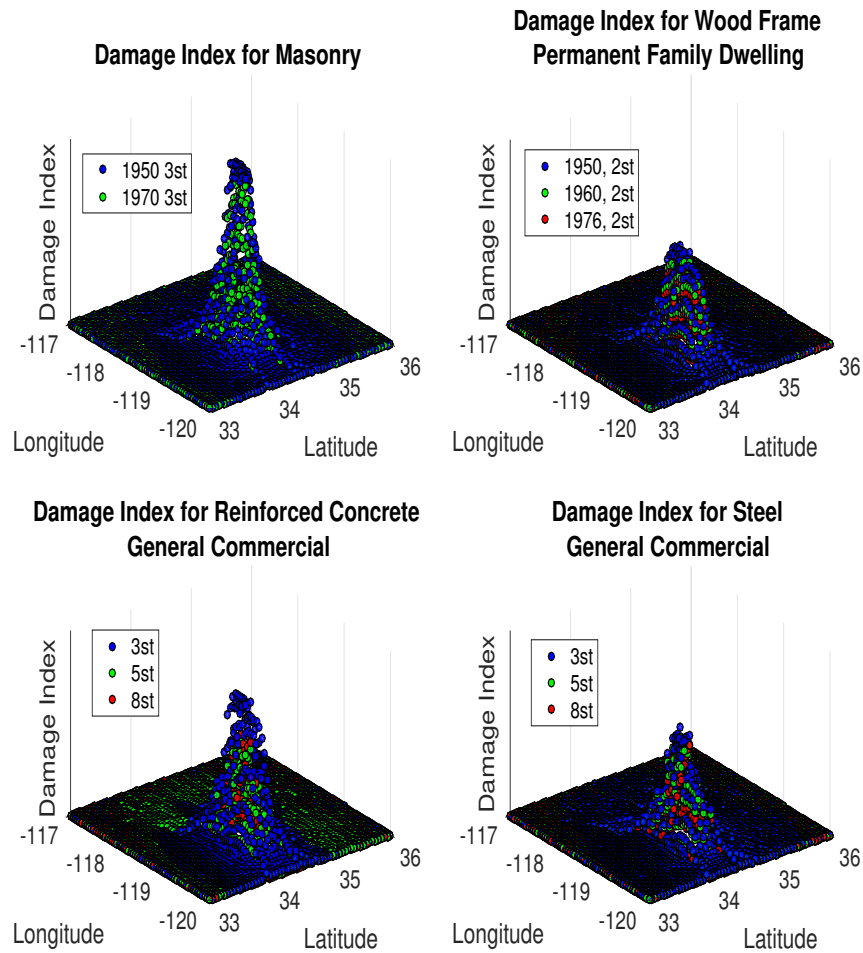 Damage Index for Masonry
Damage Index
1950 3st
1970 3st
-117
-118
-119
-120
33
34
35
36
Longitude
Latitude
Damage Index for Wood Frame
Permanent Family Dwelling
Damage Index
1950, 2st
1960, 2st
1976, 2st
-117
-118
-119
-120
33
34
35
36
Longitude
Latitude
Damage Index for Reinforced Concrete
General Commercial
Damage Index
3st
5st
8st
-117
-118
-119
-120
33
34
35
36
Longitude
Latitude
Damage Index for Steel
General Commercial
Damage Index
3st
5st
8st
-117
-118
-119
-120
33
34
35
36
Longitude
Latitude